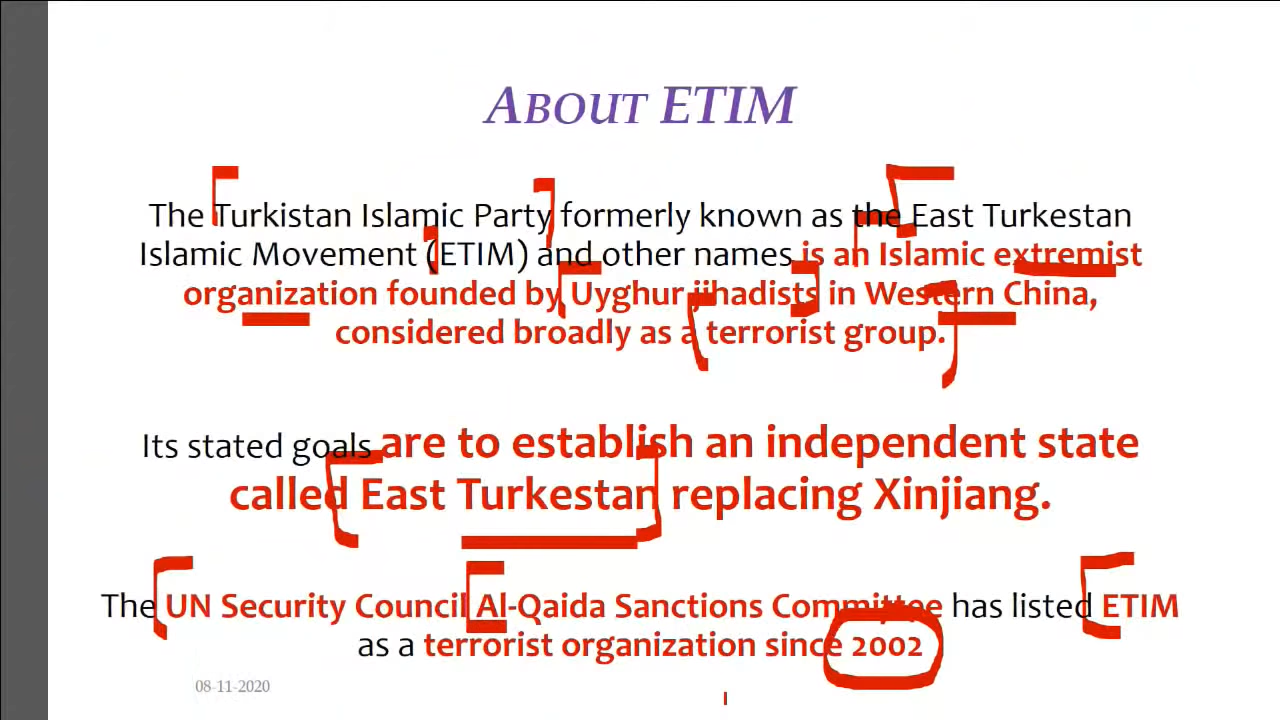 ABOUT ETIM
The Turkistan Islamic Party formerly known as the East Turkestan
Islamic Movement (ETIM) and other names is an Islamic extremist
organization founded by Uyghur jihadists in Western China,
considered broadly as a terrorist group.
Its stated goals are to establish an independent state
called East Turkestan replacing Xinjiang.
The UN Security Council Al-Qaida Sanctions Committee has listed ETIM
as a terrorist organization since 2002
08-11-2020